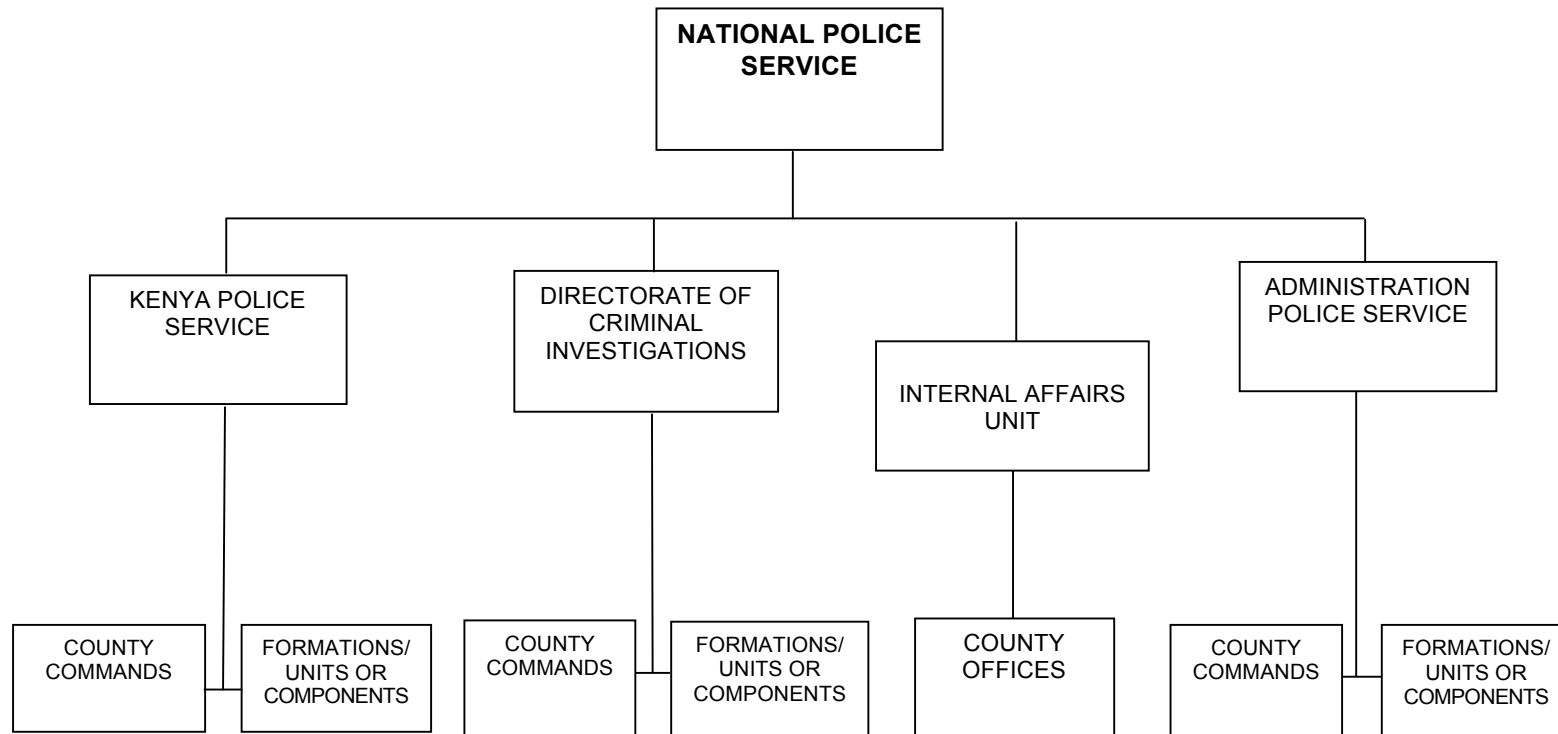 NATIONAL POLICE
SERVICE
KENYA POLICE
SERVICE
DIRECTORATE OF
CRIMINAL
INVESTIGATIONS
INTERNAL AFFAIRS
UNIT
ADMINISTRATION
POLICE SERVICE
COUNTY
COMMANDS
FORMATIONS/
UNITS OR
COMPONENTS
COUNTY
COMMANDS
FORMATIONS/
UNITS OR
COMPONENTS
COUNTY
OFFICES
COUNTY
COMMANDS
FORMATIONS/
UNITS OR
COMPONENTS